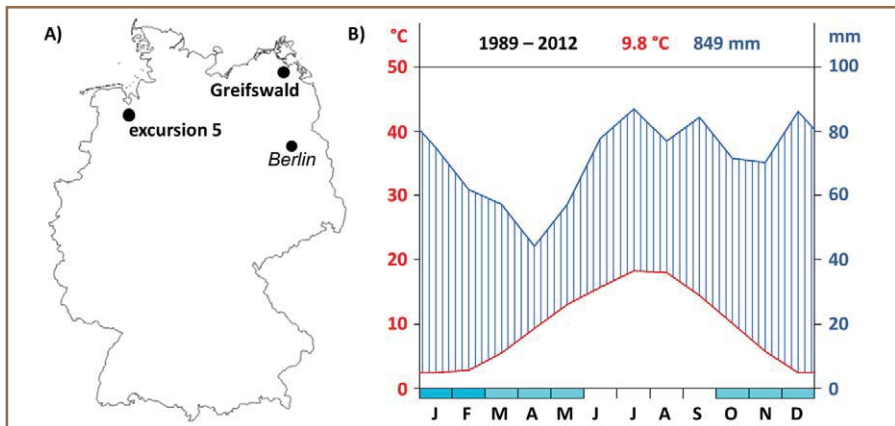 A)
Greifswald
excursion 5
Berlin
B)
°C 1989 – 2012 9.8 °C 849 mm mm
50 100
40 80
30 60
20 40
10 20
0 0
J F M A M J J A S O N D